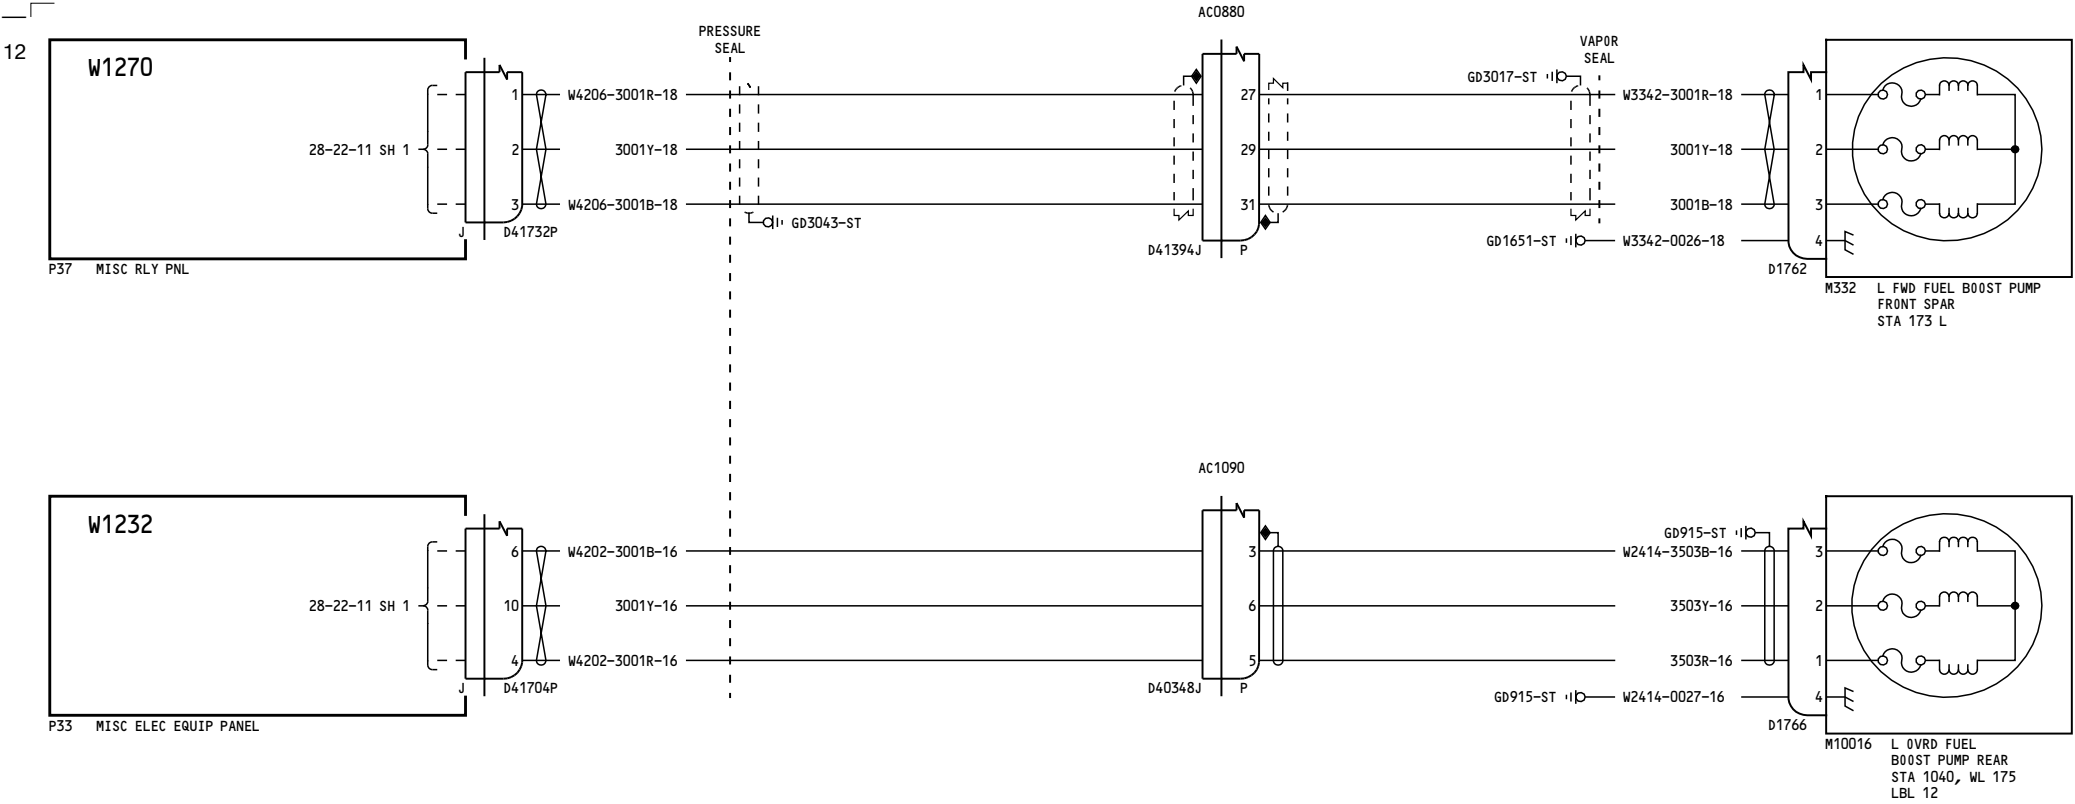 12
W1270
28-22-11 SH 1
1
2
3
J
D41732P
P37 MISC RLY PNL
W4206-3001R-18
3001Y-18
W4206-3001B-18
PRESSURE
SEAL
GD3043-ST
AC0880
27
29
31
D41394J P
GD3017-ST
VAPOR
SEAL
W3342-3001R-18
3001Y-18
3001B-18
GD1651-ST
W3342-0026-18
1
2
3
4
D1762
M332 L FWD FUEL BOOST PUMP
FRONT SPAR
STA 173 L
W1232
28-22-11 SH 1
6
10
4
J
D41704P
P33 MISC ELEC EQUIP PANEL
W4202-3001B-16
3001Y-16
W4202-3001R-16
AC1090
3
6
5
D40348J P
GD915-ST
W2414-3503B-16
3503Y-16
3503R-16
GD915-ST
W2414-0027-16
3
2
1
4
D1766
M10016 L OVRD FUEL
BOOST PUMP REAR
STA 1040, WL 175
LBL 12